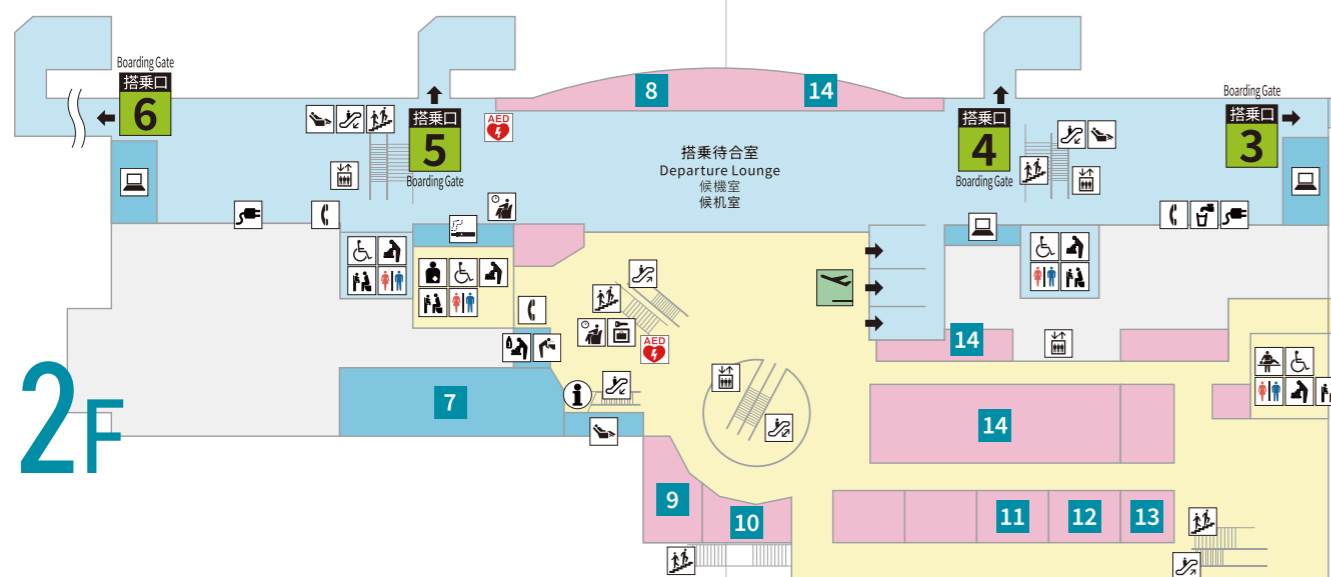 Boarding Gate
搭乗口
6
搭乗口
5
Boarding Gate
AED
8
14
搭乗待合室
Departure Lounge
候機室
候机室
搭乗口
4
Boarding Gate
Boarding Gate
搭乗口
3
AED
14
i
7
14
2F
9
10
11
12
13